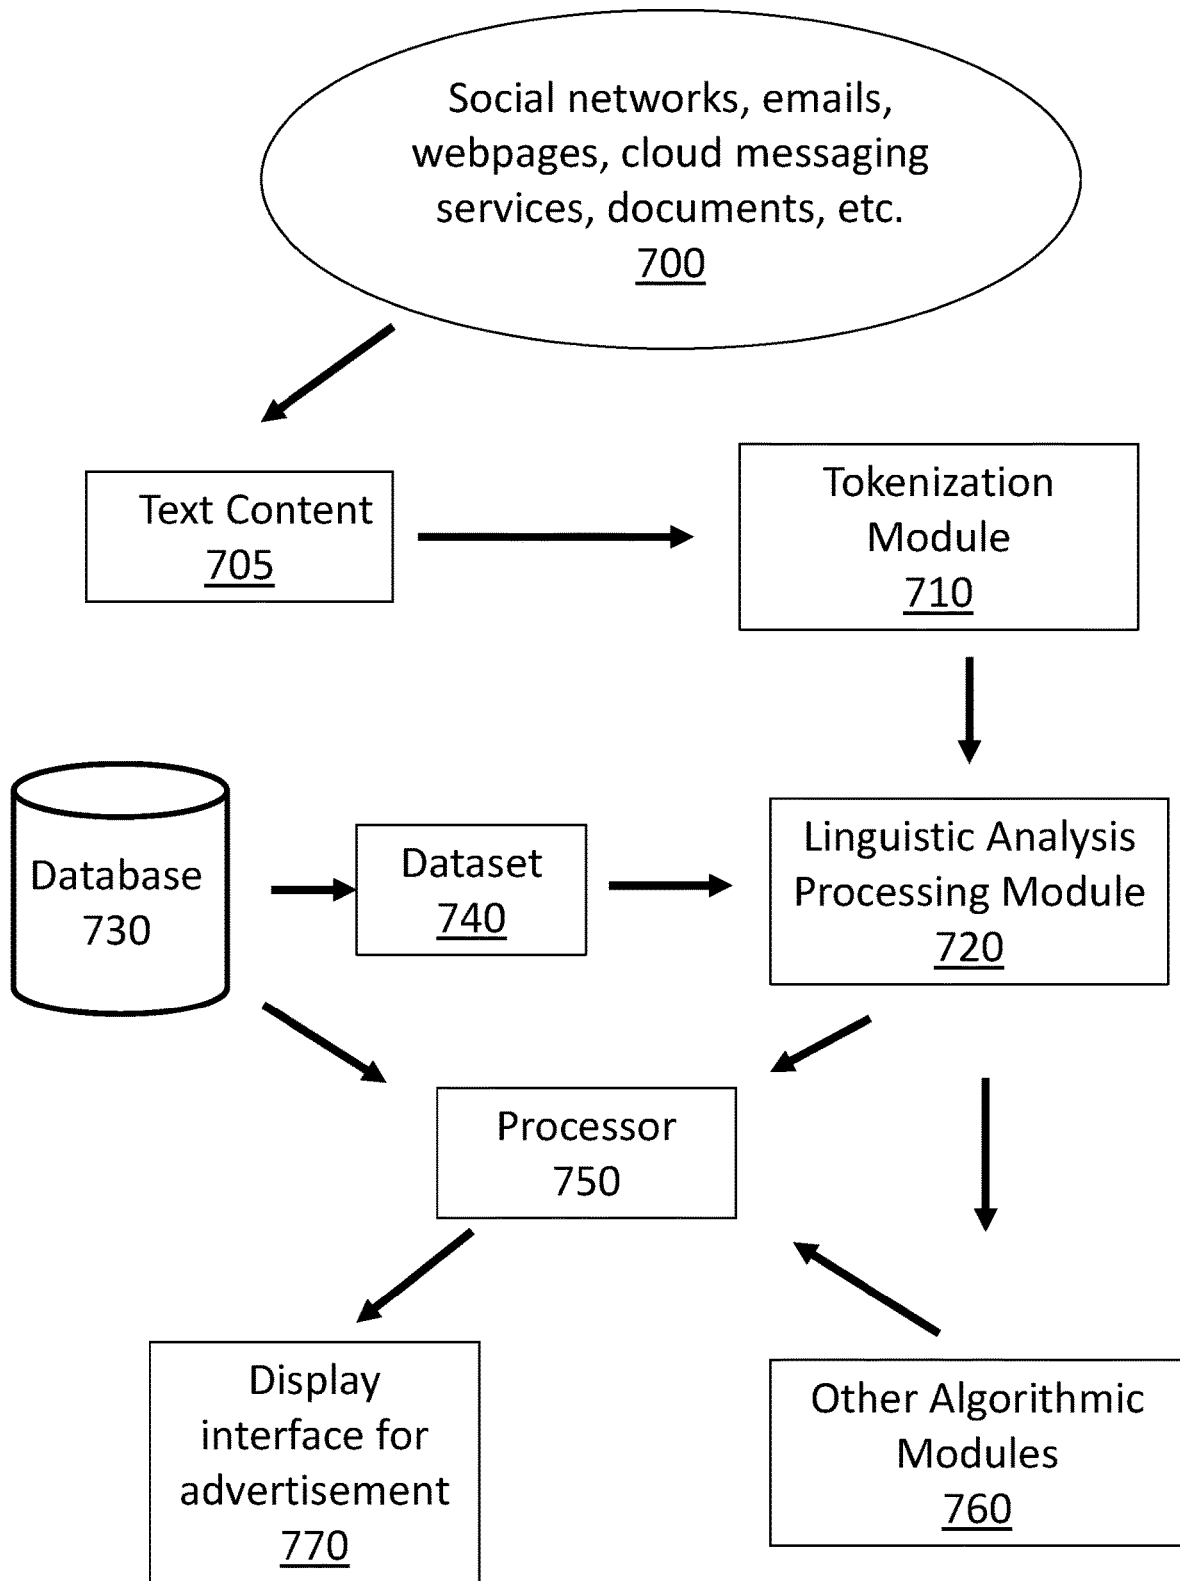 Social networks, emails,
webpages, cloud messaging
services, documents, etc.
700
Text Content
705
Tokenization
Module
710
Database
730
Dataset
740
Linguistic Analysis
Processing Module
720
Processor
750
Display
interface for
advertisement
770
Other Algorithmic
Modules
760